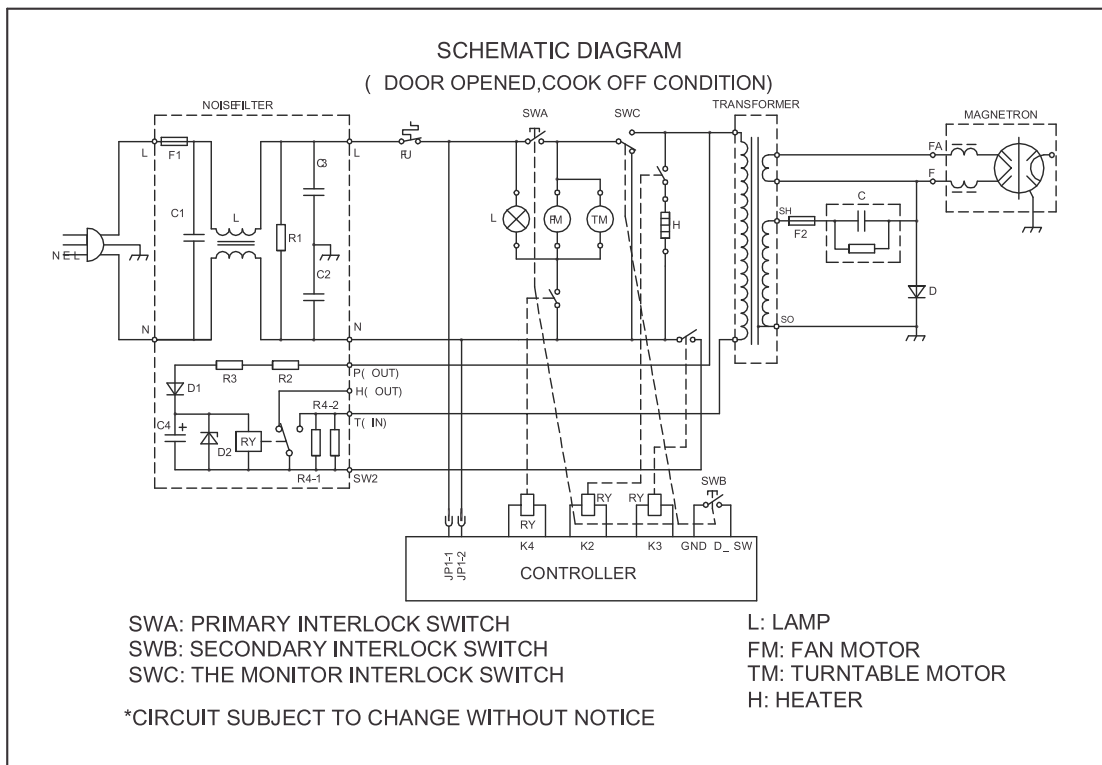 SCHEMATIC DIAGRAM
( DOOR OPENED,COOK OFF CONDITION)
NOISEFILTER
SWA
SWC
TRANSFORMER
MAGNETRON
L
F1
L
FU
C3
FA
F
C1
L
R1
L
FM
TM
H
SH
F2
C
N E L
C2
D
N
N
SO
R3
R2
P( OUT)
D1
H( OUT)
R4-2
T( IN)
C4
+
D2
RY
R4-1
SW2
SWB
RY
RY
RY
JP1-1
JP1-2
K4
K2
K3
GND
D_ SW
CONTROLLER
SWA: PRIMARY INTERLOCK SWITCH
SWB: SECONDARY INTERLOCK SWITCH
SWC: THE MONITOR INTERLOCK SWITCH
*CIRCUIT SUBJECT TO CHANGE WITHOUT NOTICE
L: LAMP
FM: FAN MOTOR
TM: TURNTABLE MOTOR
H: HEATER